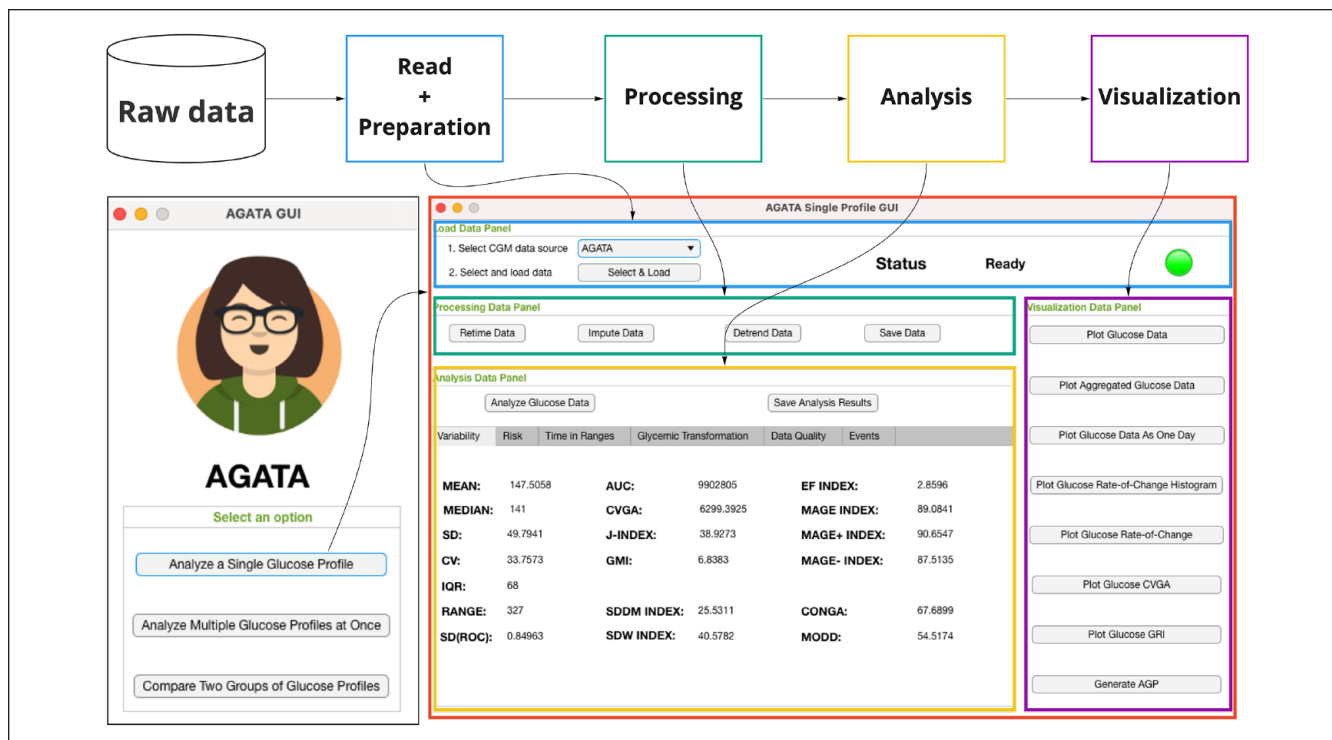 Raw data
Read
+
Preparation
Processing
Analysis
Visualization
AGATA GUI
AGATA
Select an option
Analyze a Single Glucose Profile
Analyze Multiple Glucose Profiles at Once
Compare Two Groups of Glucose Profiles
AGATA Single Profile GUI
Load Data Panel
1. Select CGM data source AGATA
2. Select and load data Select & Load
Status Ready
Processing Data Panel
Retime Data Impute Data Detrend Data Save Data
Analysis Data Panel
Analyze Glucose Data Save Analysis Results
Variability Risk Time in Ranges Glycemic Transformation Data Quality Events
MEAN: 147.5058 AUC: 9902805 EF INDEX: 2.8596
MEDIAN: 141 CVGA: 6299.3925 MAGE INDEX: 89.0841
SD: 49.7941 J-INDEX: 38.9273 MAGE+ INDEX: 90.6547
CV: 33.7573 GMI: 6.8383 MAGE- INDEX: 87.5135
IQR: 68
RANGE: 327 SDDM INDEX: 25.5311 CONGA: 67.6899
SD(ROC): 0.84963 SDW INDEX: 40.5782 MODD: 54.5174
Visualization Data Panel
Plot Glucose Data
Plot Aggregated Glucose Data
Plot Glucose Data As One Day
Plot Glucose Rate-of-Change Histogram
Plot Glucose Rate-of-Change
Plot Glucose CVGA
Plot Glucose GRI
Generate AGP